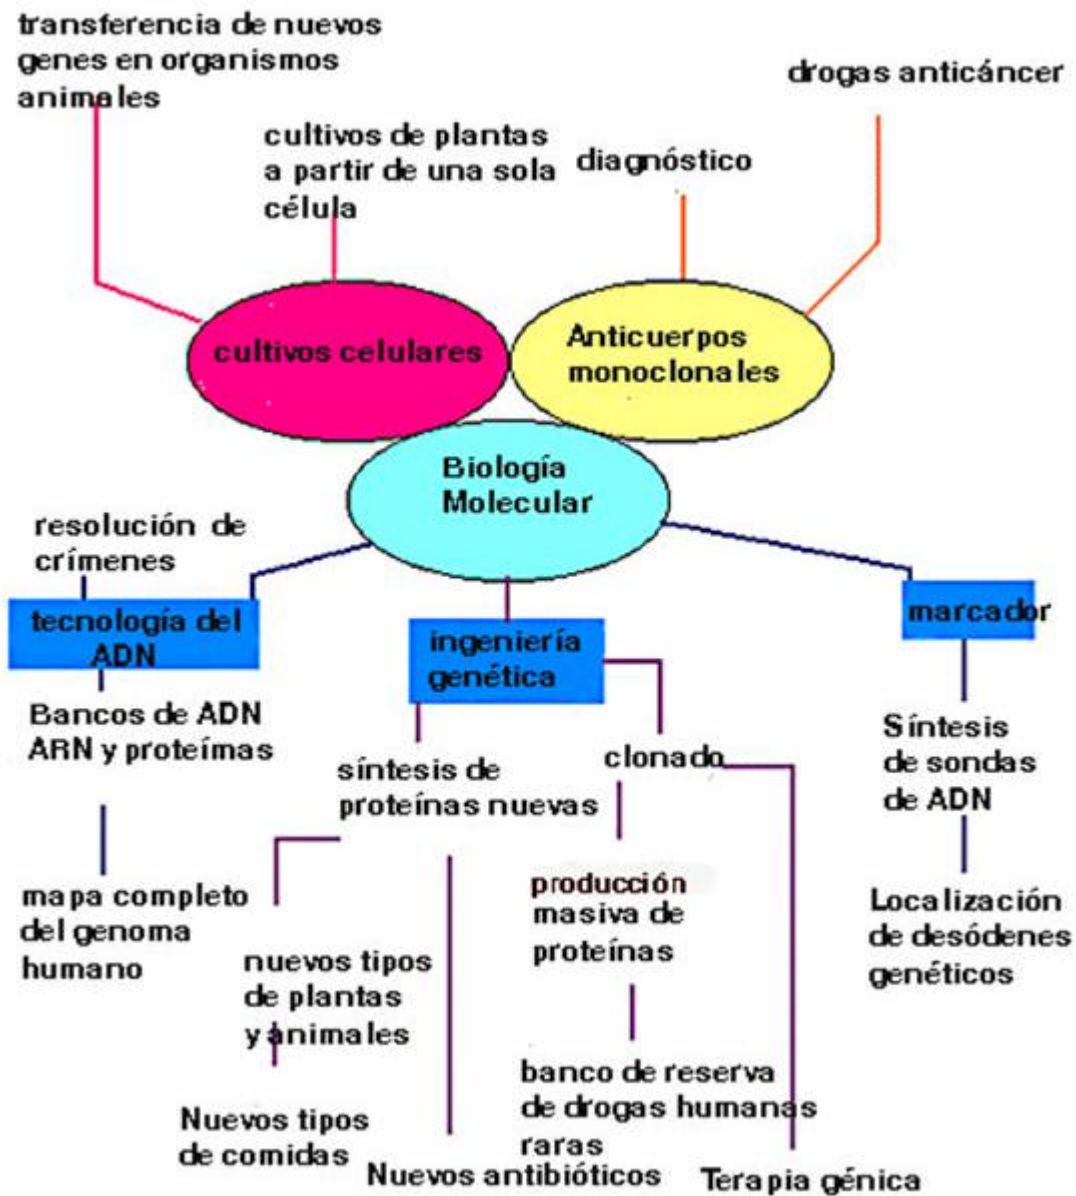 transferencia de nuevos
genes en organismos
animales
drogas anticáncer
cultivos de plantas
a partir de una sola
célula
diagnóstico
cultivos celulares
Anticuerpos
monoclonales
Biología
Molecular
resolución de
crímenes
tecnología del
ADN
ingeniería
genética
marcador
Bancos de ADN
ARN y proteímas
síntesis de
proteínas nuevas
clonado
Síntesis
de sondas
de ADN
mapa completo
del genoma
humano
nuevos tipos
de plantas
y animales
producción
masiva de
proteínas
Localización
de desódenes
genéticos
Nuevos tipos
de comidas
Nuevos antibióticos
banco de reserva
de drogas humanas
raras
Terapia génica